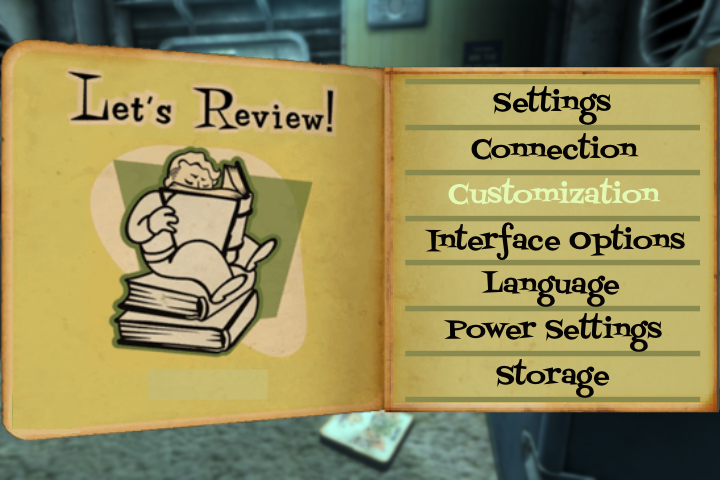 Let's Review!
Settings
Connection
Customization
Interface Options
Language
Power Settings
Storage